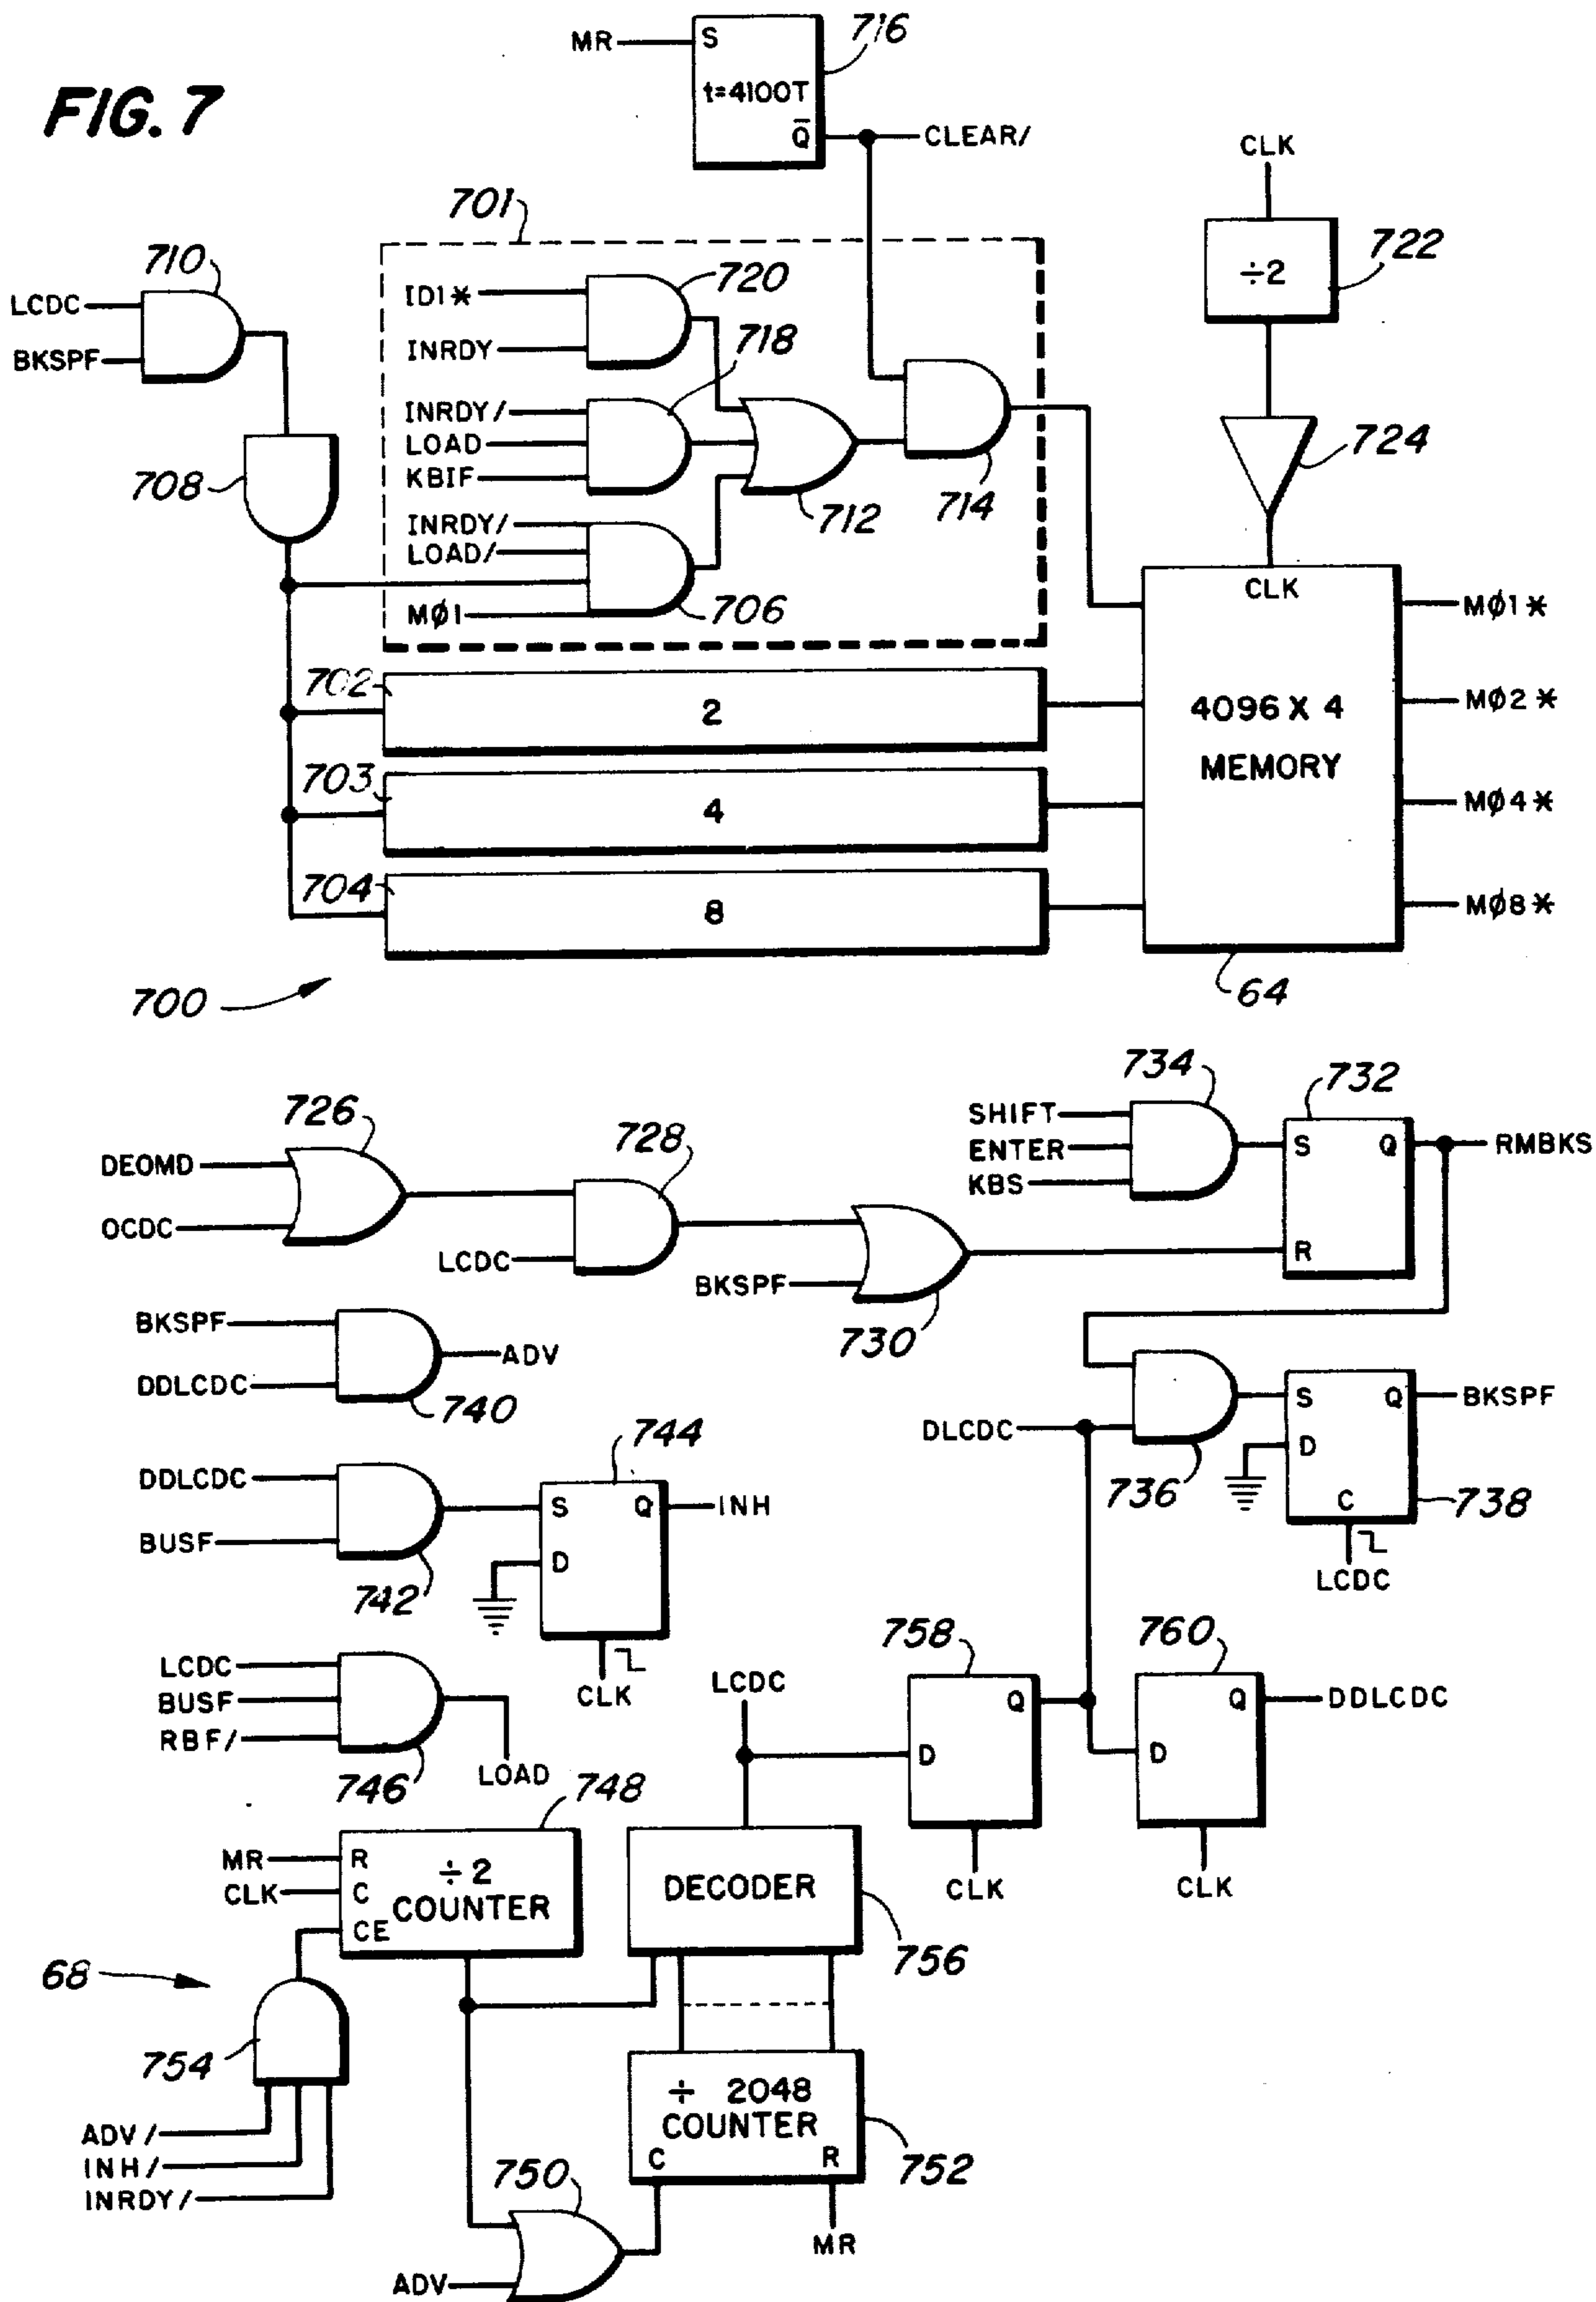 FIG. 7
MR
S
716
t=4100T
Q̅
CLEAR/
CLK
701
710
÷2
722
LCDC
BKSPF
ID1*
720
INRDY
718
INRDY/
LOAD
KBIF
712
714
724
708
INRDY/
LOAD/
MØ1
706
CLK
MØ1*
702
2
4096 X 4
MEMORY
MØ2*
703
4
MØ4*
704
8
MØ8*
700
64
726
728
734
732
DEOMD
OCDC
LCDC
BKSPF
730
SHIFT
ENTER
KBS
S
Q
R
RMBKS
BKSPF
DDLCDC
ADV
740
DLCDC
736
S
Q
D
C
BKSPF
738
LCDC
DDLCDC
BUSF
742
744
S
Q
D
INH
CLK
LCDC
BUSF
RBF/
746
LOAD
LCDC
758
D
Q
CLK
760
D
Q
DDLCDC
CLK
748
MR
CLK
R
C
CE
÷2
COUNTER
DECODER
756
68
754
ADV/
INH/
INRDY/
÷ 2048
COUNTER
C
R
752
750
ADV
MR